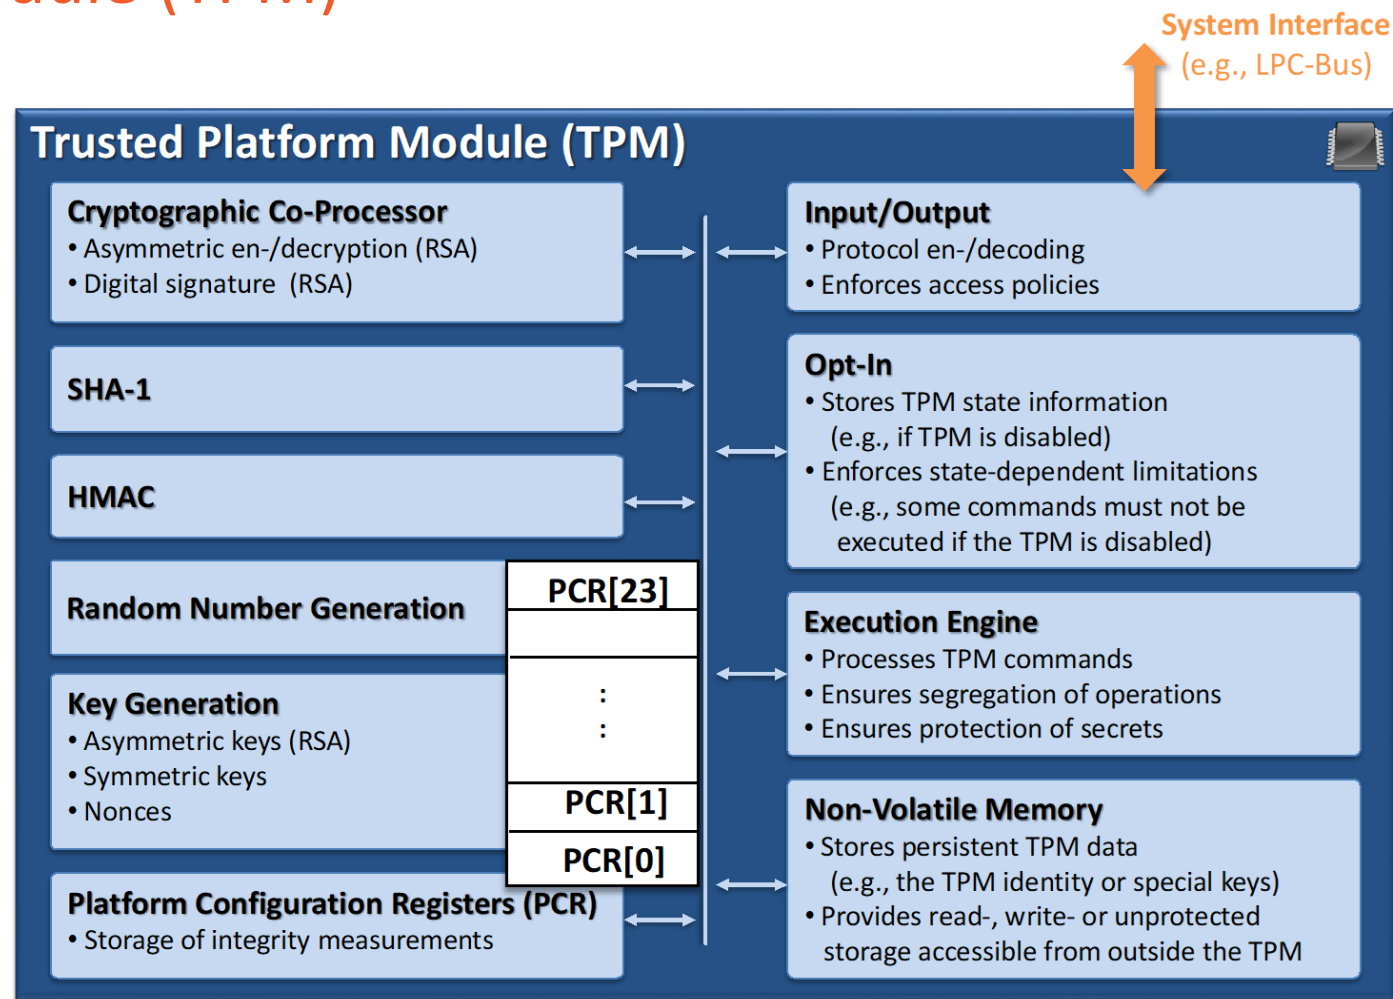 (TPM)
System Interface
(e.g., LPC-Bus)
Trusted Platform Module (TPM)
Cryptographic Co-Processor
• Asymmetric en-/decryption (RSA)
• Digital signature (RSA)
SHA-1
HMAC
Random Number Generation
Key Generation
• Asymmetric keys (RSA)
• Symmetric keys
• Nonces
PCR[23]
:
:
PCR[1]
PCR[0]
Platform Configuration Registers (PCR)
• Storage of integrity measurements
Input/Output
• Protocol en-/decoding
• Enforces access policies
Opt-In
• Stores TPM state information
(e.g., if TPM is disabled)
• Enforces state-dependent limitations
(e.g., some commands must not be
executed if the TPM is disabled)
Execution Engine
• Processes TPM commands
• Ensures segregation of operations
• Ensures protection of secrets
Non-Volatile Memory
• Stores persistent TPM data
(e.g., the TPM identity or special keys)
• Provides read-, write- or unprotected
storage accessible from outside the TPM